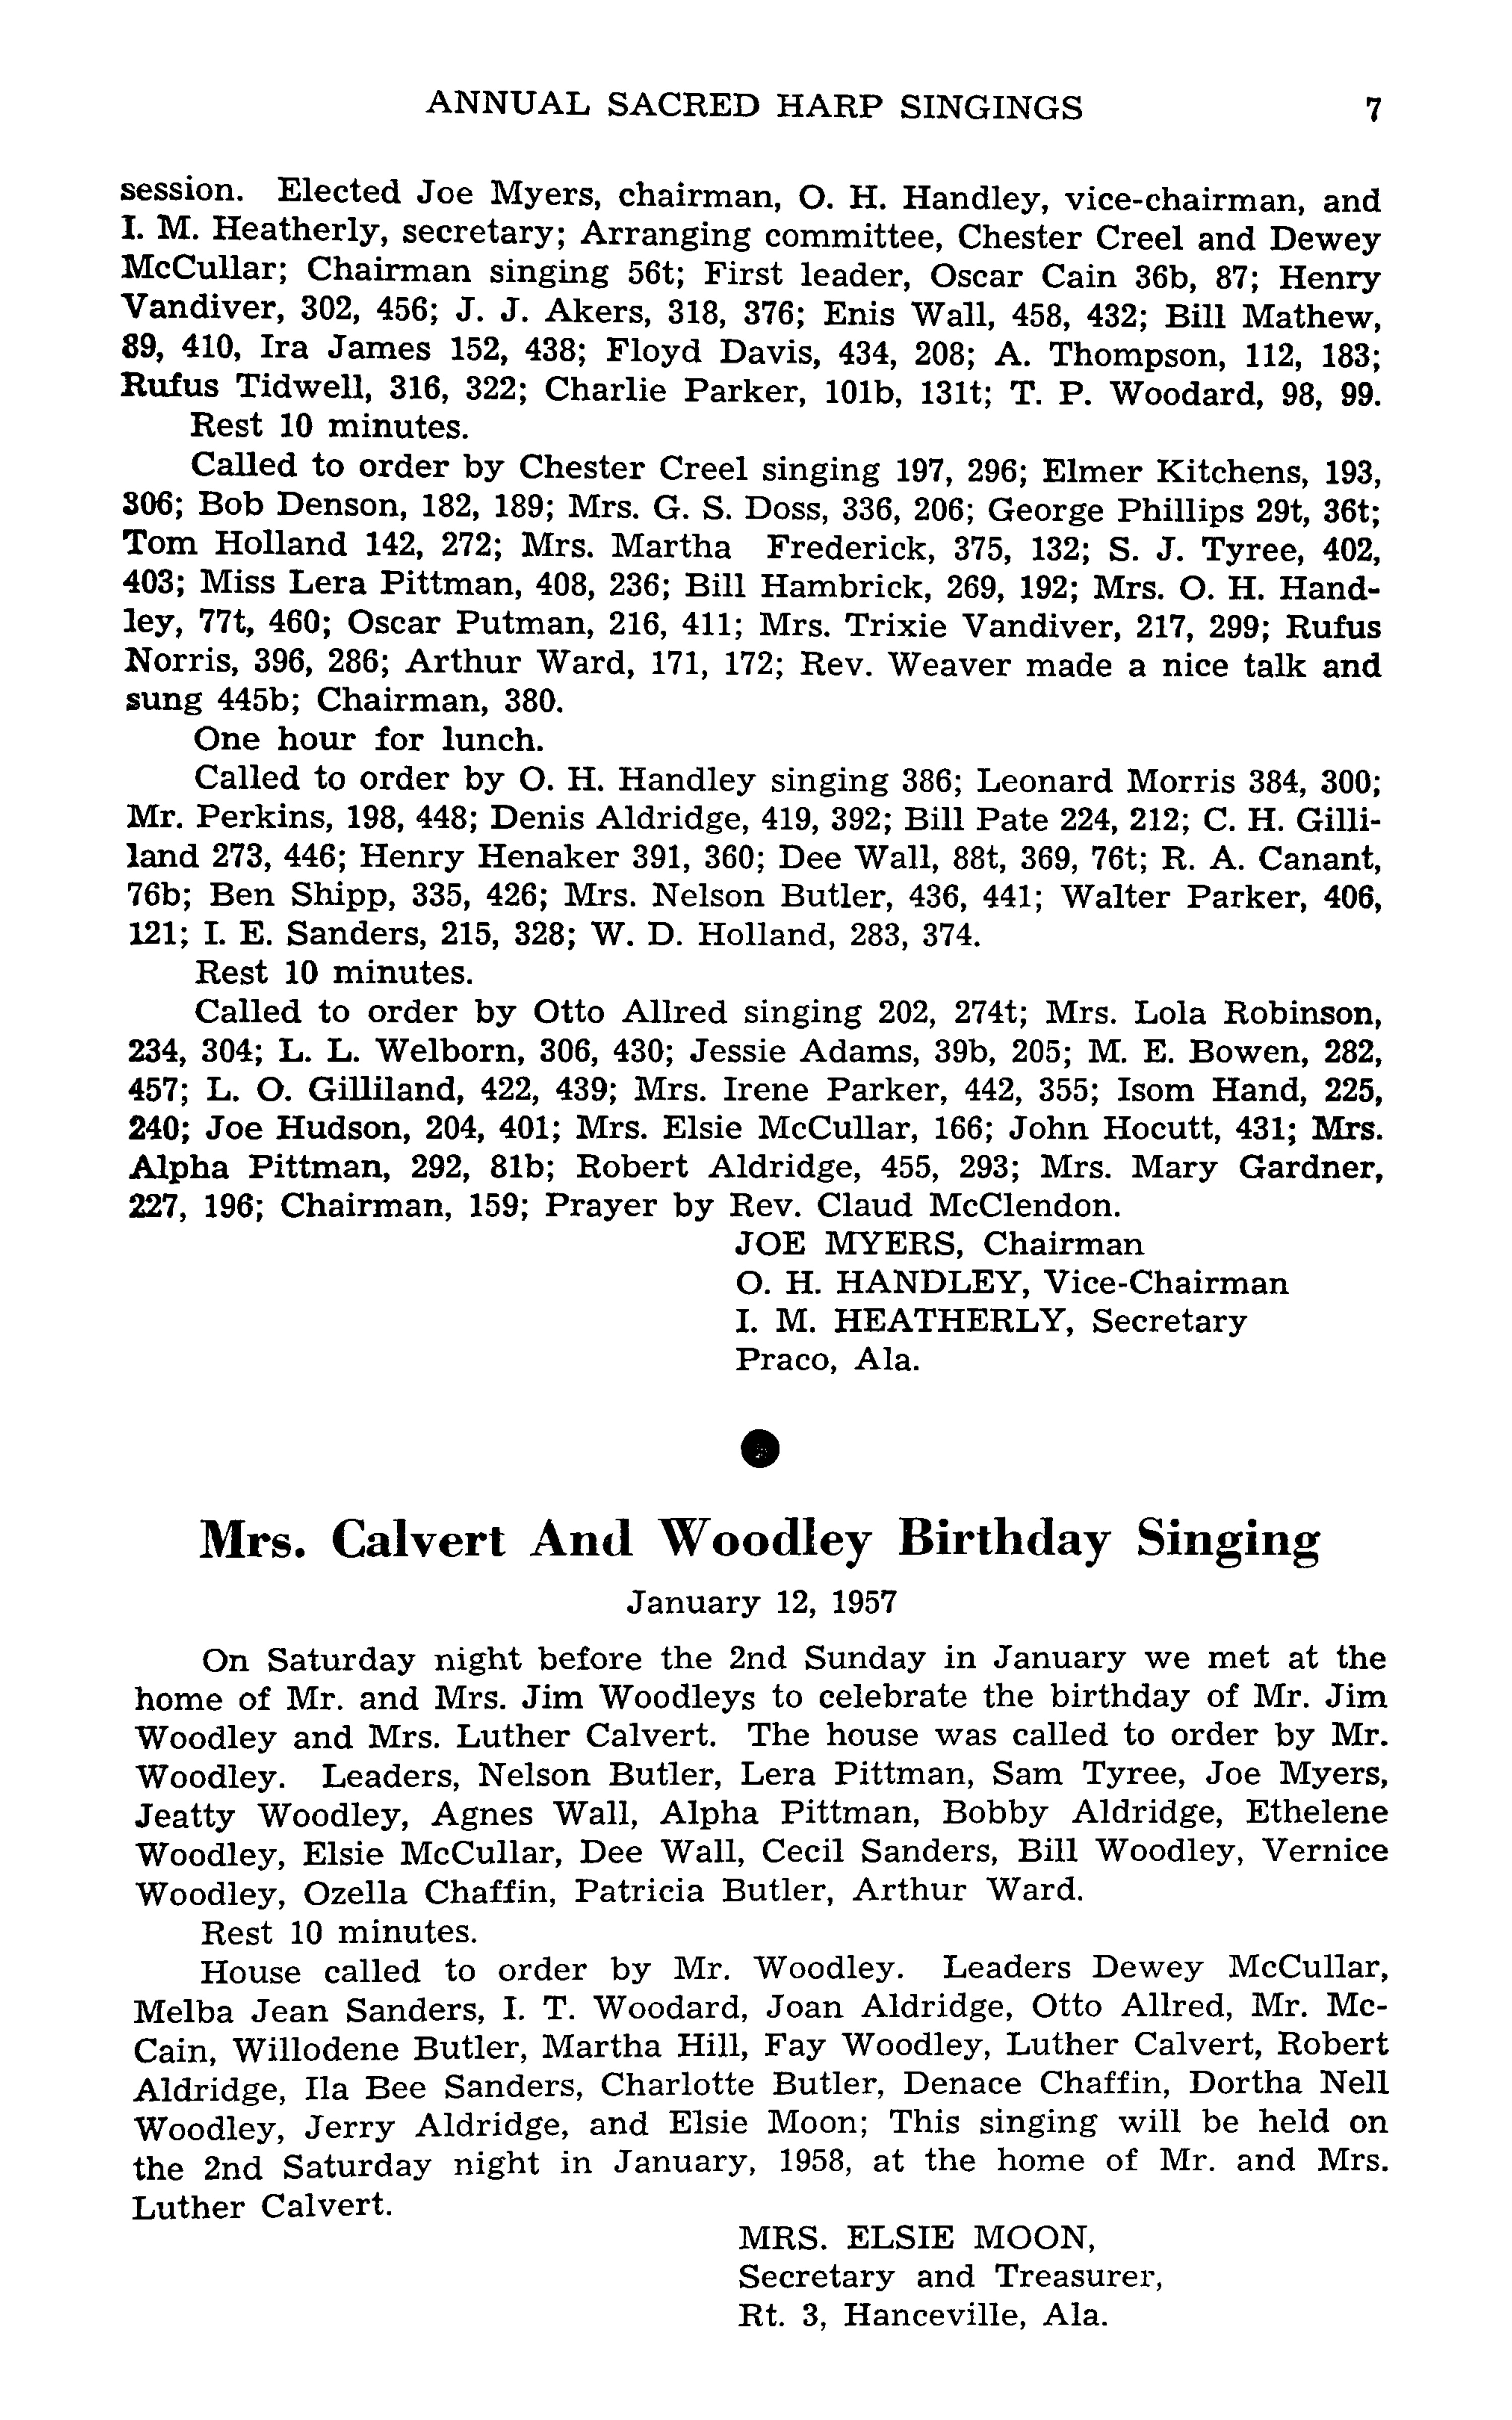 ANNUAL SACRED HARP SINGINGS 7
session. Elected Joe Myers, chairman, O. H. Handley, vice-chairman, and
I. M. Heatherly, secretary; Arranging committee, Chester Creel and Dewey
McCullar; Chairman singing 56t; First leader, Oscar Cain 36b, 87; Henry
Vandiver, 302, 456; J. J. Akers, 318, 376; Enis Wall, 458, 432; Bill Mathew,
89, 410, Ira James 152, 438; Floyd Davis, 434, 208; A. Thompson, 112, 183;
Rufus Tidwell, 316, 322; Charlie Parker, 101b, 131t; T. P. Woodard, 98, 99.
Rest 10 minutes.
Called to order by Chester Creel singing 197, 296; Elmer Kitchens, 193,
306; Bob Denson, 182, 189; Mrs. G. S. Doss, 336, 206; George Phillips 29t, 36t;
Tom Holland 142, 272; Mrs. Martha Frederick, 375, 132; S. J. Tyree, 402,
403; Miss Lera Pittman, 408, 236; Bill Hambrick, 269, 192; Mrs. O. H. Hand-
ley, 77t, 460; Oscar Putman, 216, 411; Mrs. Trixie Vandiver, 217, 299; Rufus
Norris, 396, 286; Arthur Ward, 171, 172; Rev. Weaver made a nice talk and
sung 445b; Chairman, 380.
One hour for lunch.
Called to order by O. H. Handley singing 386; Leonard Morris 384, 300;
Mr. Perkins, 198, 448; Denis Aldridge, 419, 392; Bill Pate 224, 212; C. H. Gilli-
land 273, 446; Henry Henaker 391, 360; Dee Wall, 88t, 369, 76t; R. A. Canant,
76b; Ben Shipp, 335, 426; Mrs. Nelson Butler, 436, 441; Walter Parker, 406,
121; I. E. Sanders, 215, 328; W. D. Holland, 283, 374.
Rest 10 minutes.
Called to order by Otto Allred singing 202, 274t; Mrs. Lola Robinson,
234, 304; L. L. Welborn, 306, 430; Jessie Adams, 39b, 205; M. E. Bowen, 282,
457; L. O. Gilliland, 422, 439; Mrs. Irene Parker, 442, 355; Isom Hand, 225,
240; Joe Hudson, 204, 401; Mrs. Elsie McCullar, 166; John Hocutt, 431; Mrs.
Alpha Pittman, 292, 81b; Robert Aldridge, 455, 293; Mrs. Mary Gardner,
227, 196; Chairman, 159; Prayer by Rev. Claud McClendon.
JOE MYERS, Chairman
O. H. HANDLEY, Vice-Chairman
I. M. HEATHERLY, Secretary
Praco, Ala.
Mrs. Calvert And Woodley Birthday Singing
January 12, 1957
On Saturday night before the 2nd Sunday in January we met at the
home of Mr. and Mrs. Jim Woodleys to celebrate the birthday of Mr. Jim
Woodley and Mrs. Luther Calvert. The house was called to order by Mr.
Woodley. Leaders, Nelson Butler, Lera Pittman, Sam Tyree, Joe Myers,
Jeatty Woodley, Agnes Wall, Alpha Pittman, Bobby Aldridge, Ethelene
Woodley, Elsie McCullar, Dee Wall, Cecil Sanders, Bill Woodley, Vernice
Woodley, Ozella Chaffin, Patricia Butler, Arthur Ward.
Rest 10 minutes.
House called to order by Mr. Woodley. Leaders Dewey McCullar,
Melba Jean Sanders, I. T. Woodard, Joan Aldridge, Otto Allred, Mr. Mc-
Cain, Willodene Butler, Martha Hill, Fay Woodley, Luther Calvert, Robert
Aldridge, Ila Bee Sanders, Charlotte Butler, Denace Chaffin, Dortha Nell
Woodley, Jerry Aldridge, and Elsie Moon; This singing will be held on
the 2nd Saturday night in January, 1958, at the home of Mr. and Mrs.
Luther Calvert.
MRS. ELSIE MOON,
Secretary and Treasurer,
Rt. 3, Hanceville, Ala.